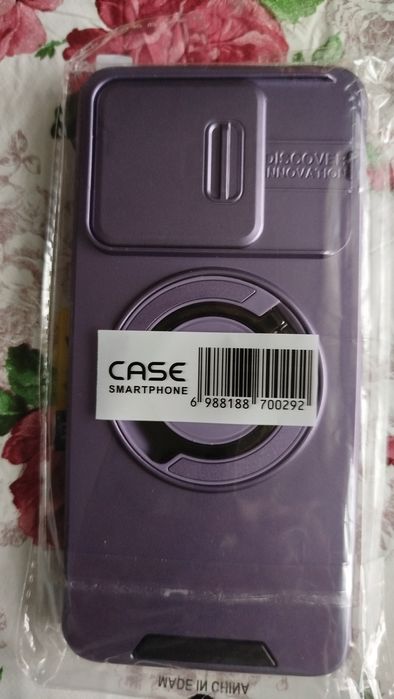 DISCOVER
INNOVATION
CASE
SMARTPHONE
6 988188 700292
MADE IN CHINA